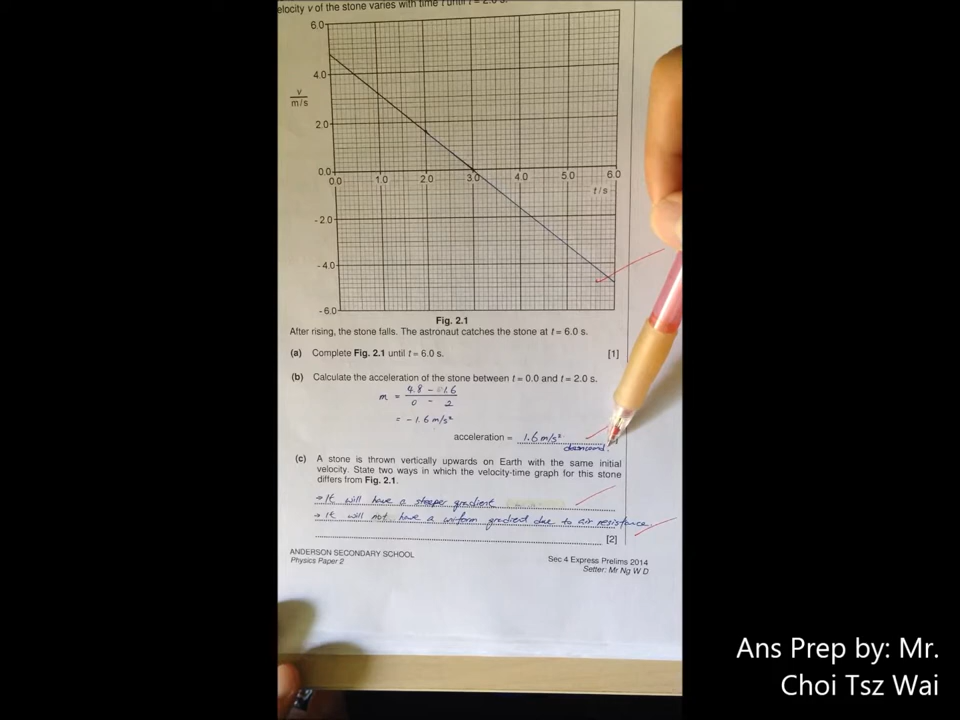 elocity v of the stone varies with time t until t = 2.0 s.
6.0
4.0
v
m/s
2.0
0.0
0.0 1.0 2.0 3.0 4.0 5.0 6.0
t / s
- 2.0
- 4.0
- 6.0
Fig. 2.1
After rising, the stone falls. The astronaut catches the stone at t = 6.0 s.
(a) Complete Fig. 2.1 until t = 6.0 s. [1]
(b) Calculate the acceleration of the stone between t = 0.0 and t = 2.0 s.
m = 4.8 - 1.6
0 - 2
= - 1.6 m/s²
acceleration = 1.6 m/s²
downward.
(c) A stone is thrown vertically upwards on Earth with the same initial
velocity. State two ways in which the velocity-time graph for this stone
differs from Fig. 2.1.
→ It will have a steeper gradient
→ It will not have a uniform gradient due to air resistance.
[2]
ANDERSON SECONDARY SCHOOL Sec 4 Express Prelims 2014
Physics Paper 2 Setter: Mr Ng W D
Ans Prep by: Mr.
Choi Tsz Wai